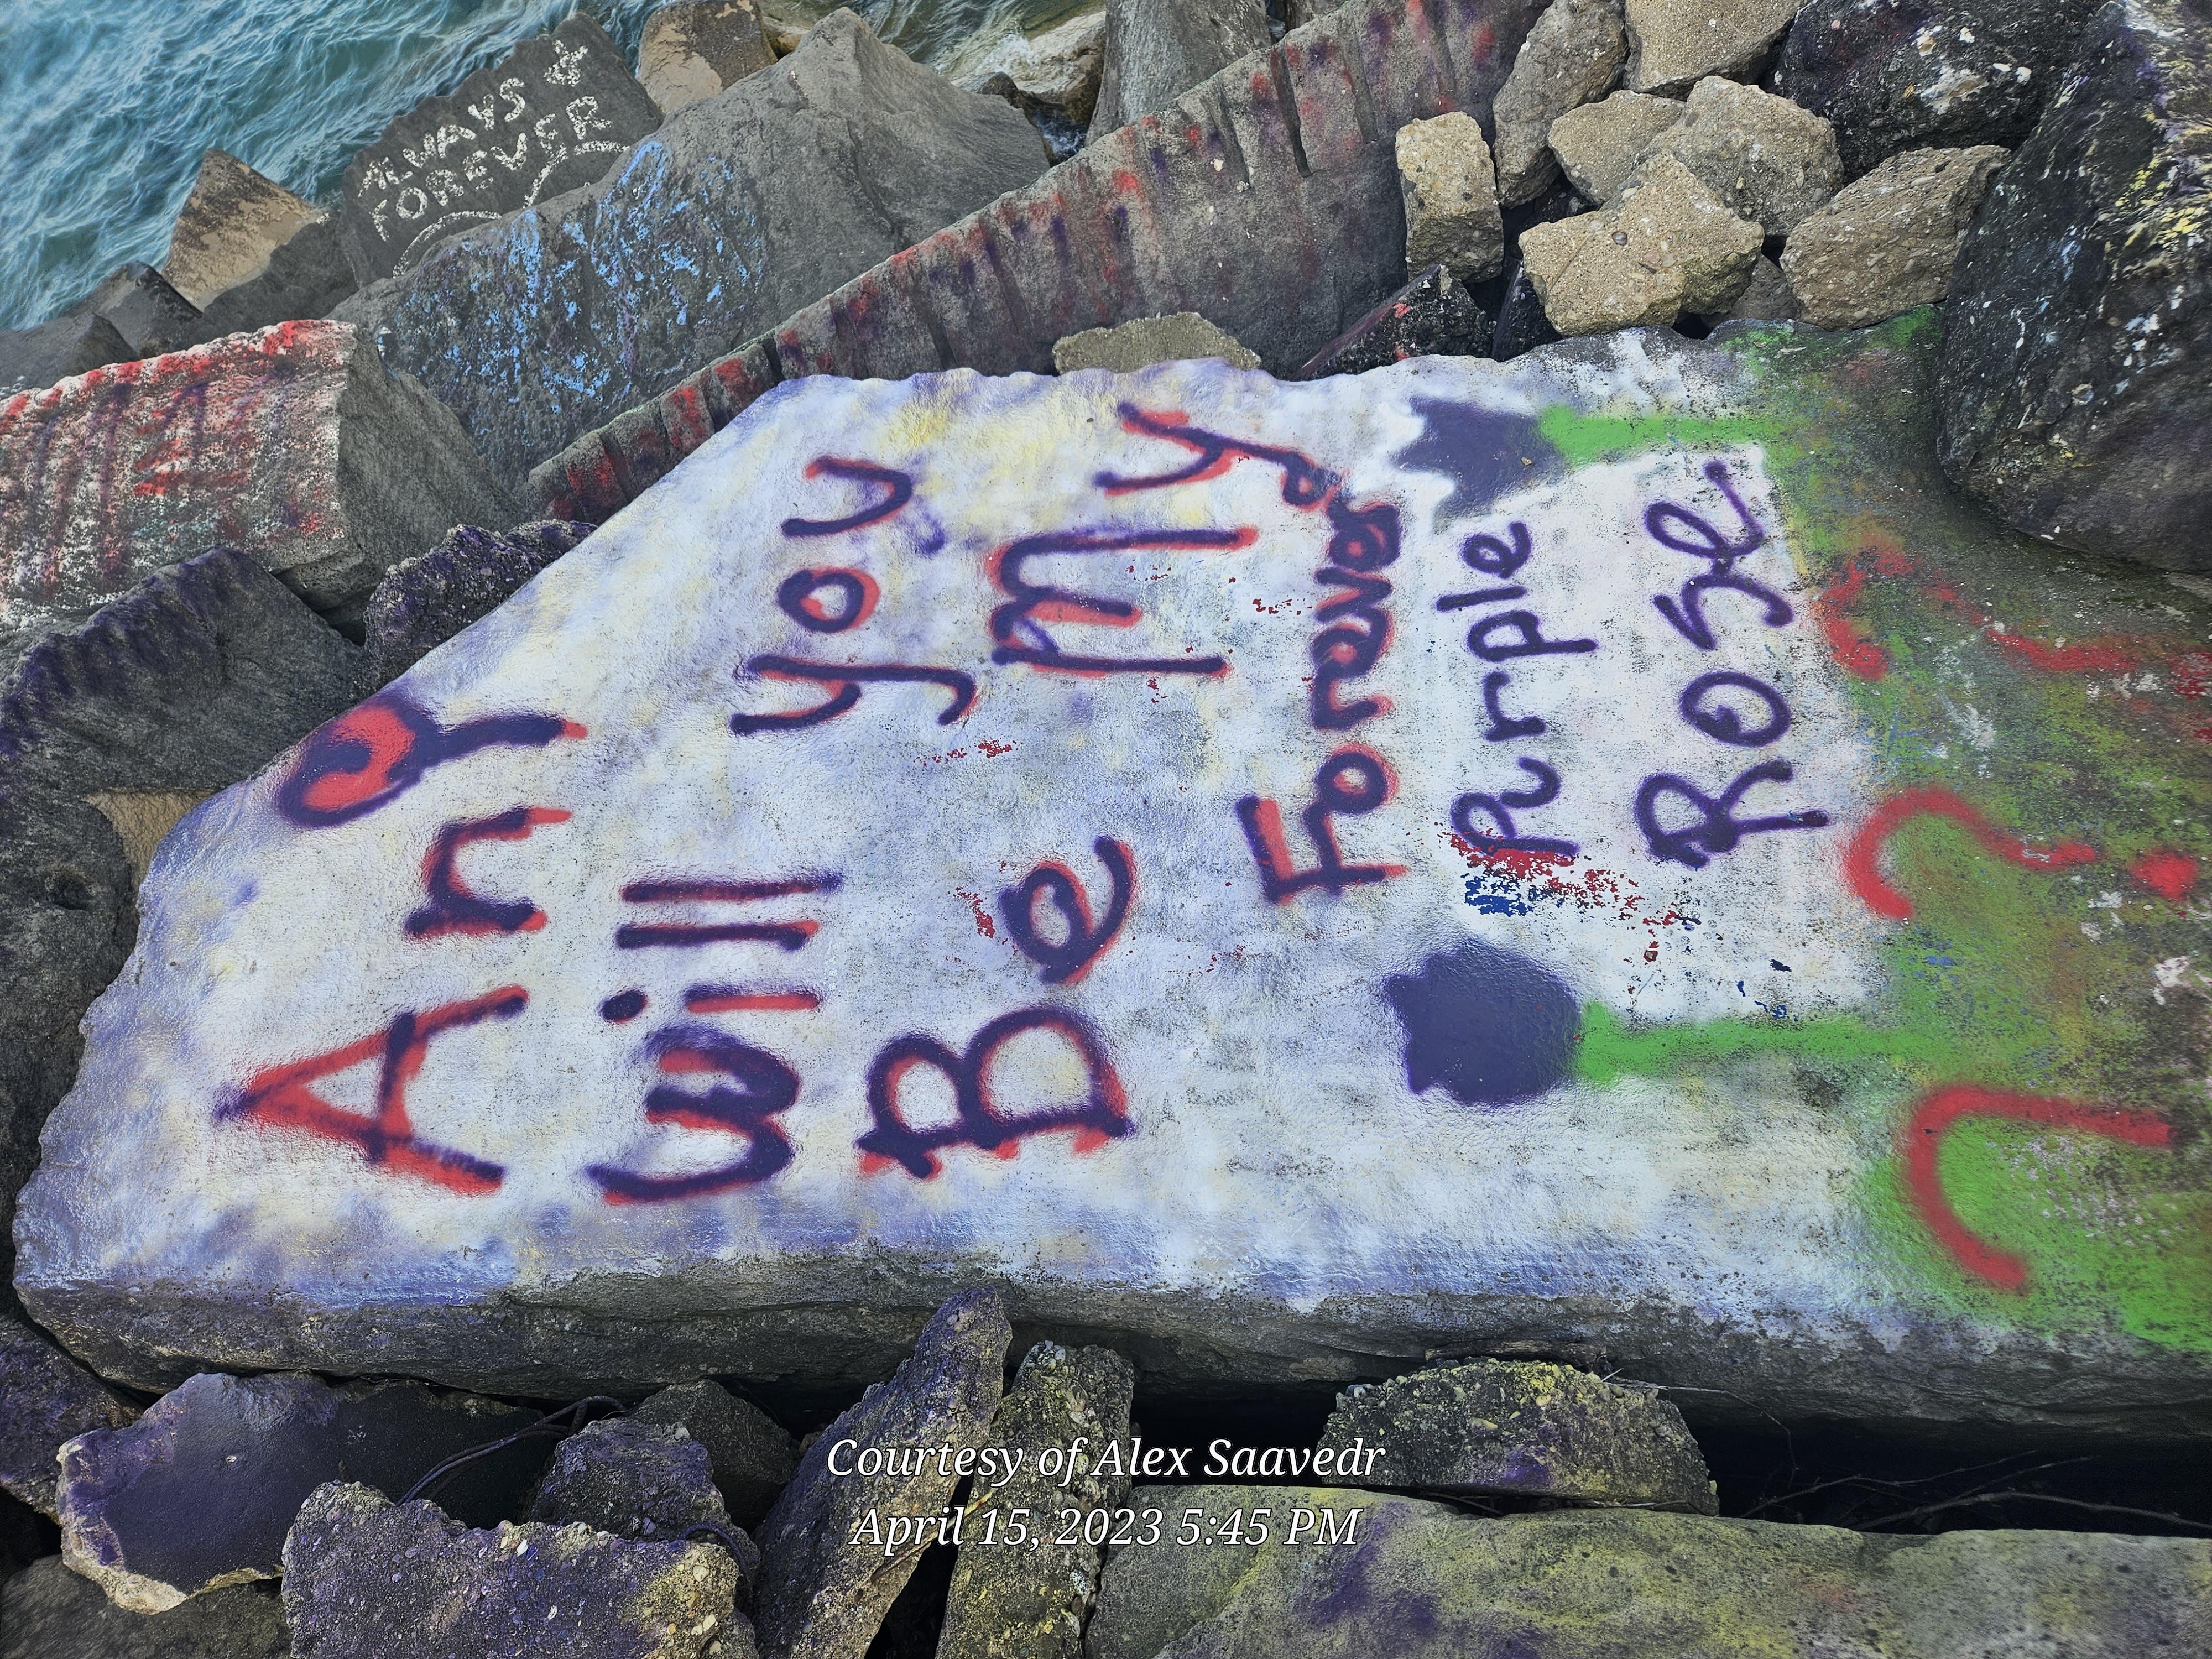 ALWAYS &
FOREVER
Any
will you
Be my
Forever
Purple
Rose
? ? ?
Courtesy of Alex Saavedr
April 15, 2023 5:45 PM